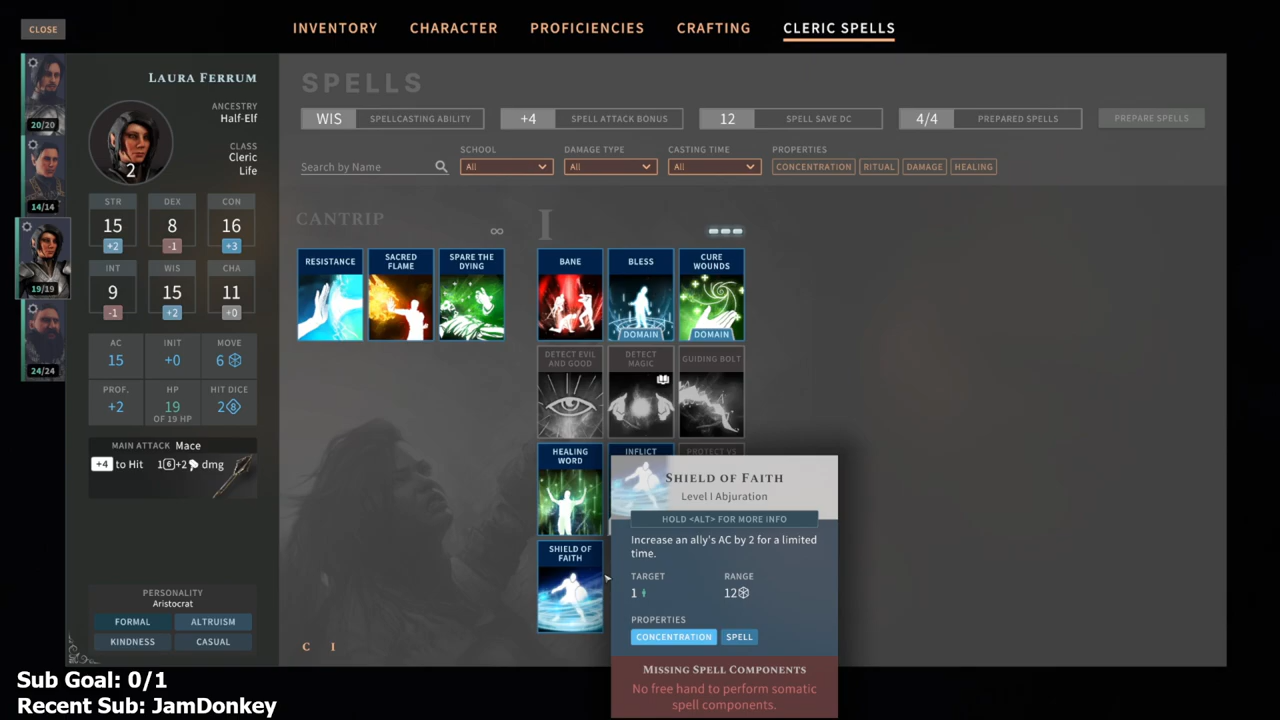 CLOSE
INVENTORY CHARACTER PROFICIENCIES CRAFTING CLERIC SPELLS
20/20
14/14
19/19
24/24
LAURA FERRUM
ANCESTRY
Half-Elf
CLASS
Cleric
Life
2
STR DEX CON
15 8 16
+2 -1 +3
INT WIS CHA
9 15 11
-1 +2 +0
AC INIT MOVE
15 +0 6
PROF. HP HIT DICE
+2 19 2 8
OF 19 HP
MAIN ATTACK Mace
+4 to Hit 1 6 +2 dmg
PERSONALITY
Aristocrat
FORMAL ALTRUISM
KINDNESS CASUAL
SPELLS
WIS SPELLCASTING ABILITY +4 SPELL ATTACK BONUS 12 SPELL SAVE DC 4/4 PREPARED SPELLS PREPARE SPELLS
Search by Name
SCHOOL DAMAGE TYPE CASTING TIME PROPERTIES
All All All CONCENTRATION RITUAL DAMAGE HEALING
CANTRIP ∞
RESISTANCE
SACRED
FLAME
SPARE THE
DYING
I
BANE
BLESS
DOMAIN
CURE
WOUNDS
DOMAIN
DETECT EVIL
AND GOOD
DETECT
MAGIC
GUIDING BOLT
HEALING
WORD
INFLICT
PROTECT VS
SHIELD OF
FAITH
C I
SHIELD OF FAITH
Level I Abjuration
HOLD <ALT> FOR MORE INFO
Increase an ally's AC by 2 for a limited
time.
TARGET RANGE
1 12
PROPERTIES
CONCENTRATION SPELL
MISSING SPELL COMPONENTS
No free hand to perform somatic
spell components.
Sub Goal: 0/1
Recent Sub: JamDonkey